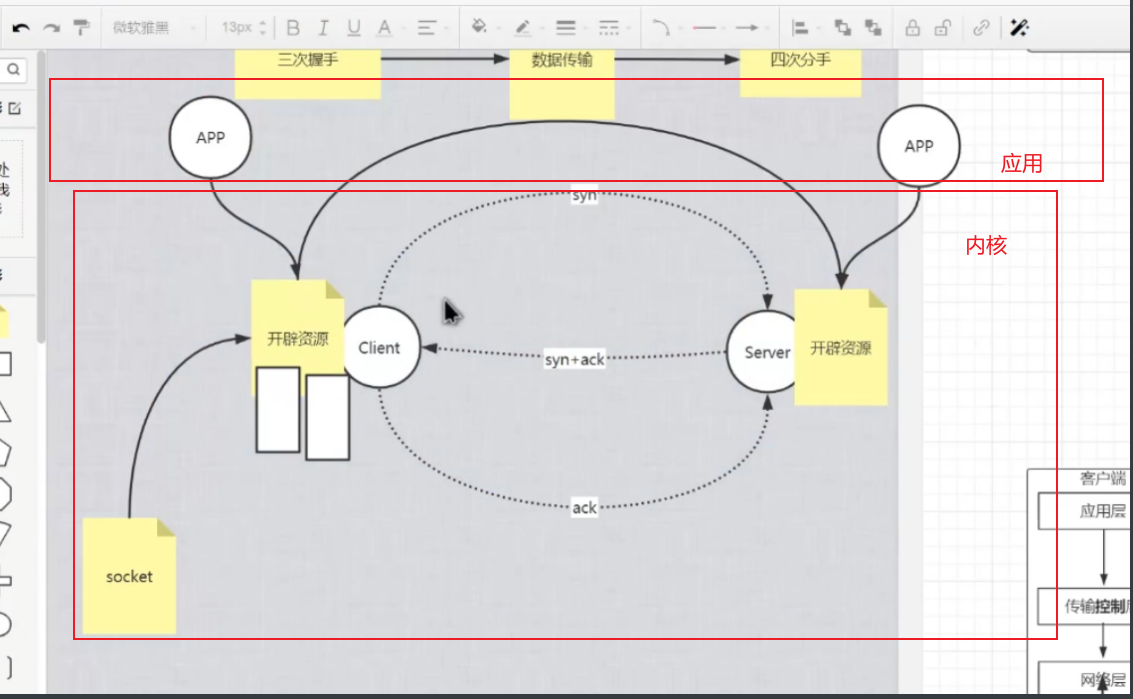 微软雅黑
13px
B
I
U
A
三次握手
数据传输
四次分手
APP
APP
应用
syn
内核
开辟资源
Client
syn+ack
Server
开辟资源
ack
socket
客户端
应用层
传输控制
网络层